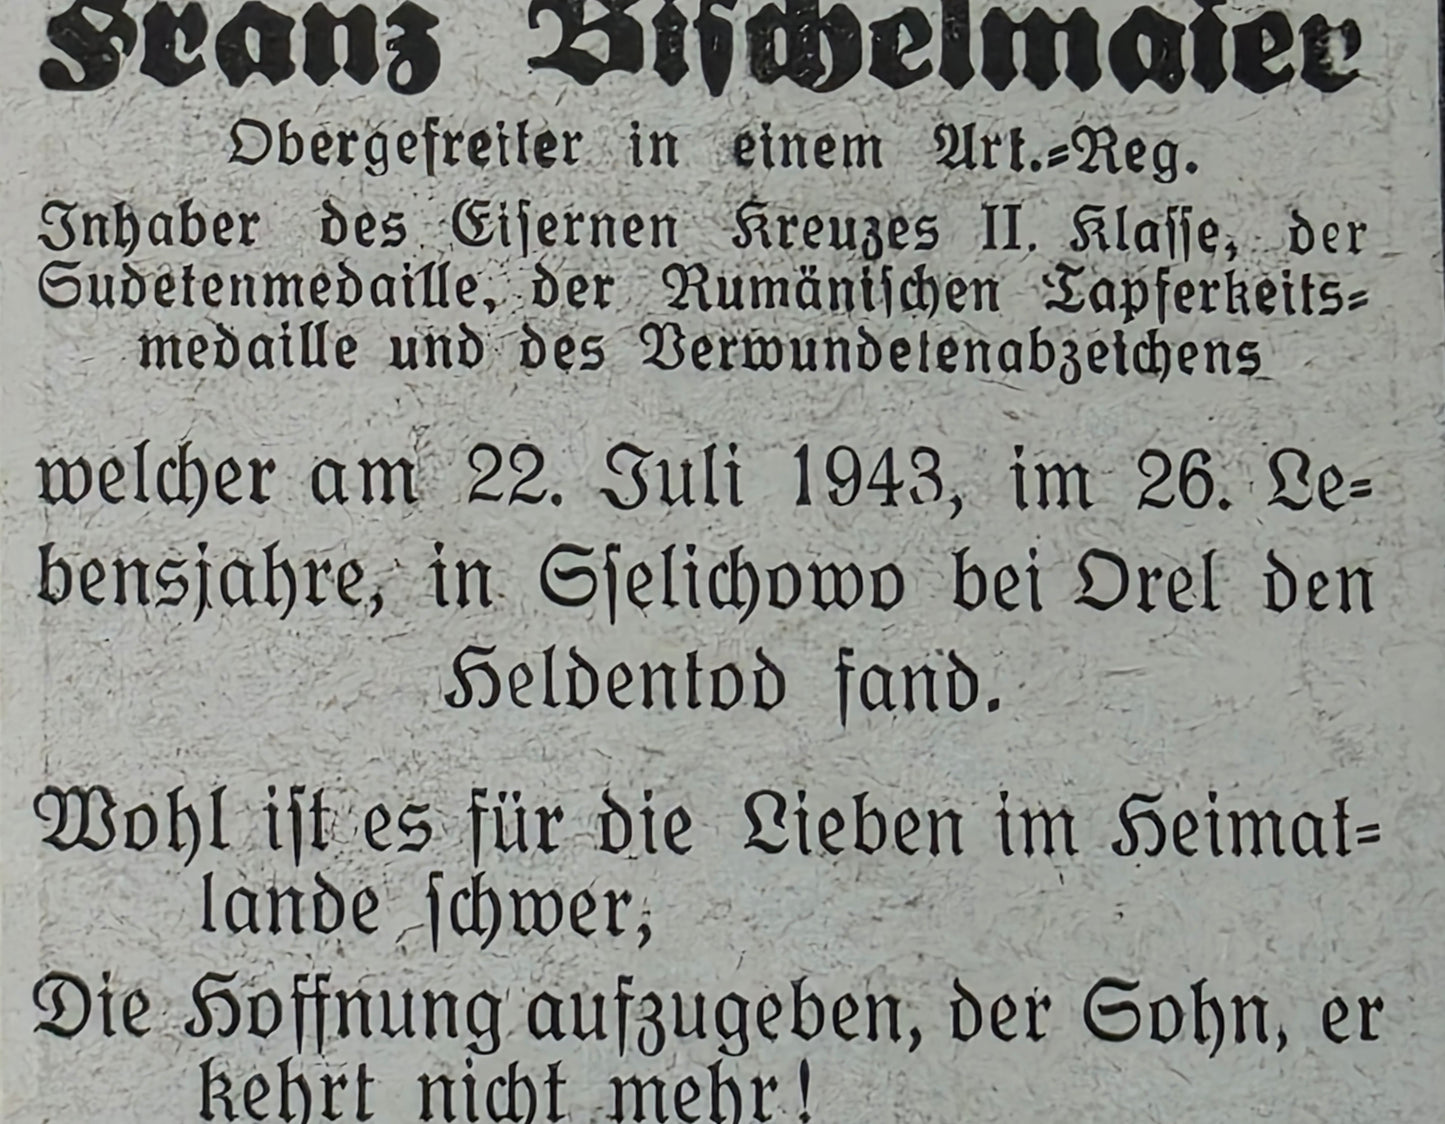 Franz Bischelmaier
Obergefreiter in einem Art.-Reg.
Inhaber des Eisernen Kreuzes II. Klasse, der
Sudetenmedaille, der Rumänischen Tapferkeits-
medaille und des Verwundetenabzeichens
welcher am 22. Juli 1943, im 26. Le-
bensjahre, in Sselichowo bei Orel den
Heldentod fand.
Wohl ist es für die Lieben im Heimat-
lande schwer,
Die Hoffnung aufzugeben, der Sohn, er
kehrt nicht mehr!